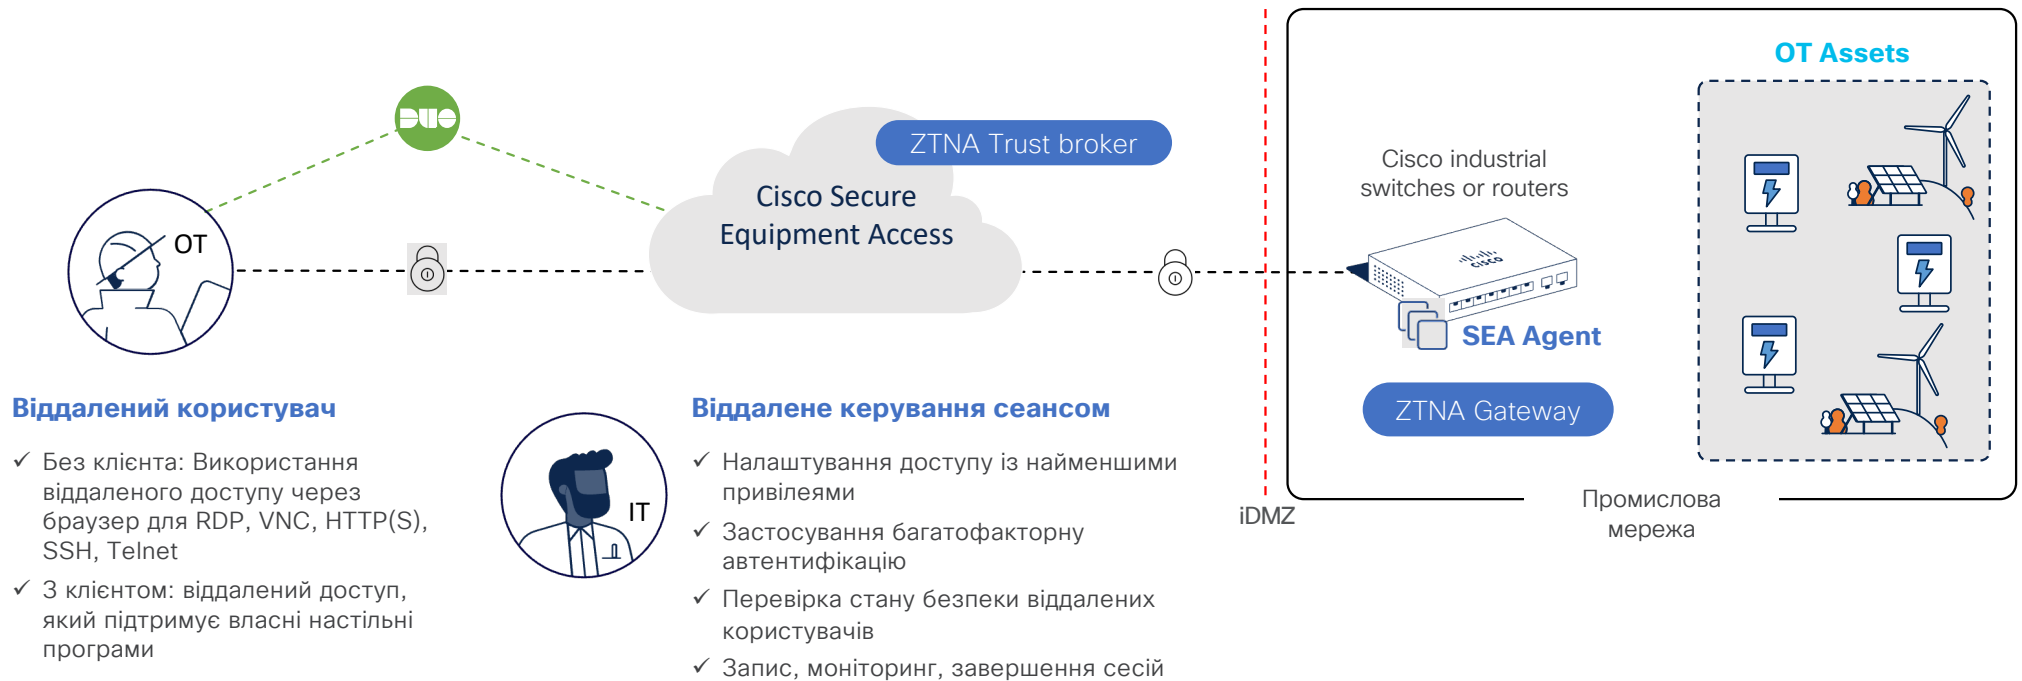 OT Assets
DUO
ZTNA Trust broker
Cisco industrial
switches or routers
Cisco Secure
Equipment Access
OT
CISCO
SEA Agent
ZTNA Gateway
Віддалений користувач
✓ Без клієнта: Використання
віддаленого доступу через
браузер для RDP, VNC, HTTP(S),
SSH, Telnet
✓ З клієнтом: віддалений доступ,
який підтримує власні настільні
програми
IT
Віддалене керування сеансом
✓ Налаштування доступу із найменшими
привілеями
✓ Застосування багатофакторну
автентифікацію
✓ Перевірка стану безпеки віддалених
користувачів
✓ Запис, моніторинг, завершення сесій
iDMZ
Промислова
мережа